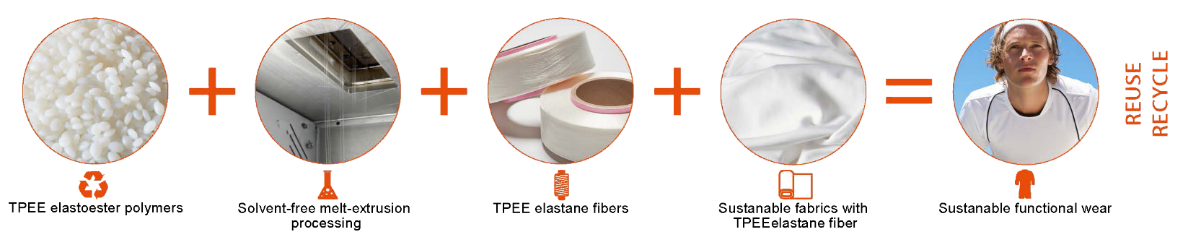 TPEE elastoester polymers
Solvent-free melt-extrusion
processing
TPEE elastane fibers
Sustanable fabrics with
TPEEelastane fiber
Sustanable functional wear
REUSE
RECYCLE